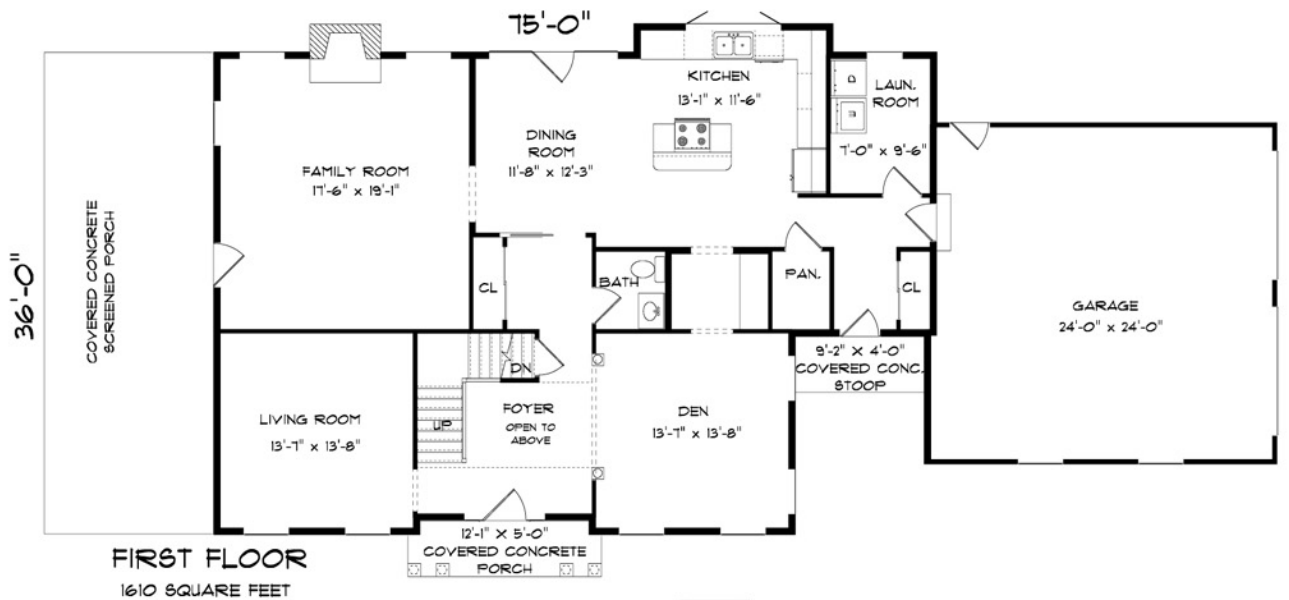 75'-0"
36'-0"
COVERED CONCRETE
SCREENED PORCH
FAMILY ROOM
17'-6" x 19'-1"
DINING
ROOM
11'-8" x 12'-3"
KITCHEN
13'-1" x 11'-6"
D
W
LAUN.
ROOM
7'-0" x 9'-6"
CL
BATH
PAN.
CL
GARAGE
24'-0" x 24'-0"
9'-2" x 4'-0"
COVERED CONC.
STOOP
LIVING ROOM
13'-7" x 13'-8"
UP
DN
FOYER
OPEN TO
ABOVE
DEN
13'-7" x 13'-8"
12'-1" x 5'-0"
COVERED CONCRETE
PORCH
FIRST FLOOR
1610 SQUARE FEET